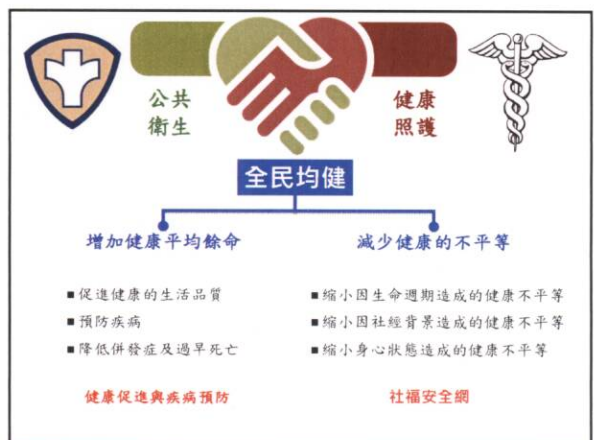 公共
衛生
健康
照護
全民均健
增加健康平均餘命
減少健康的不平等
■促進健康的生活品質
■預防疾病
■降低併發症及過早死亡
■縮小因生命週期造成的健康不平等
■縮小因社經背景造成的健康不平等
■縮小身心狀態造成的健康不平等
健康促進與疾病預防
社福安全網